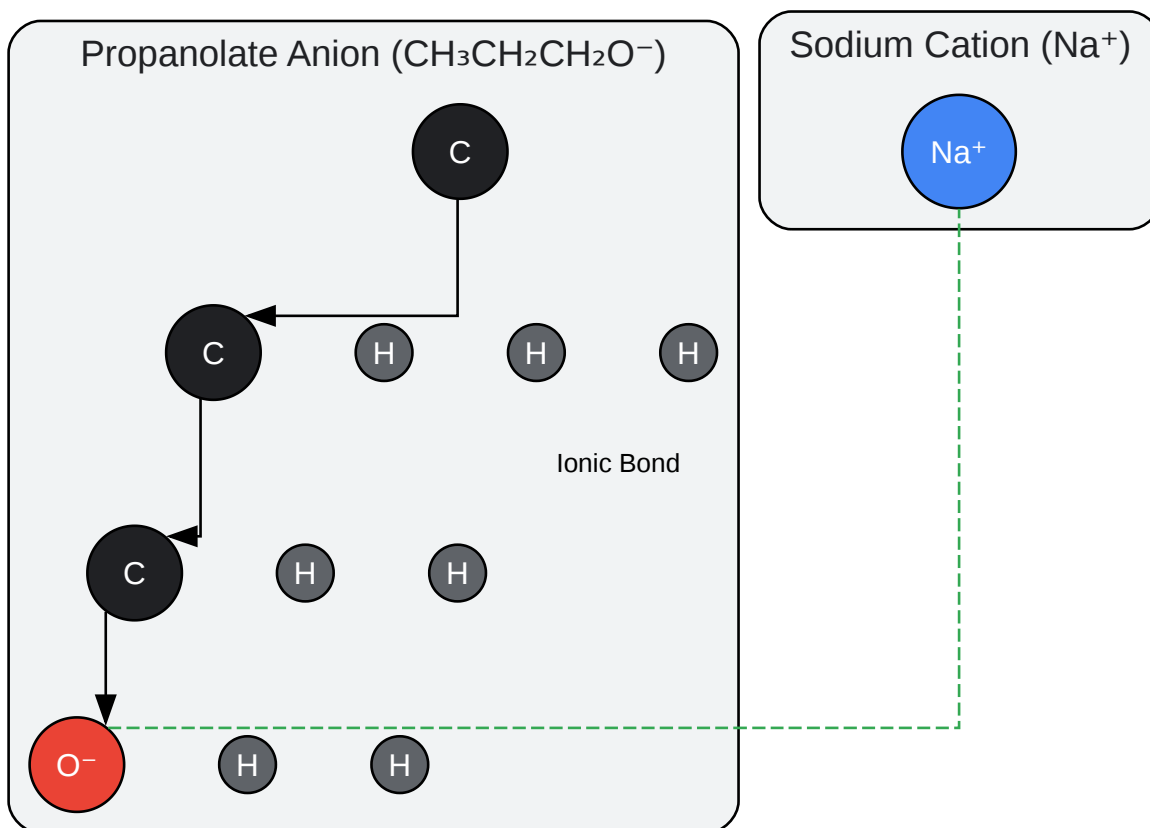 Propanolate Anion (CH₃CH₂CH₂O⁻)
Sodium Cation (Na⁺)
C
Na⁺
C
H
H
H
Ionic Bond
C
H
H
O⁻
H
H